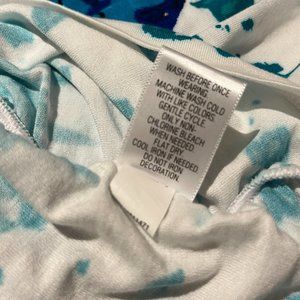 WASH BEFORE ONCE
WEARING
MACHINE WASH COLD
WITH LIKE COLORS.
GENTLE CYCLE.
ONLY NON-
CHLORINE BLEACH
WHEN NEEDED.
FLAT DRY.
COOL IRON IF NEEDED.
DO NOT IRON
DECORATION.